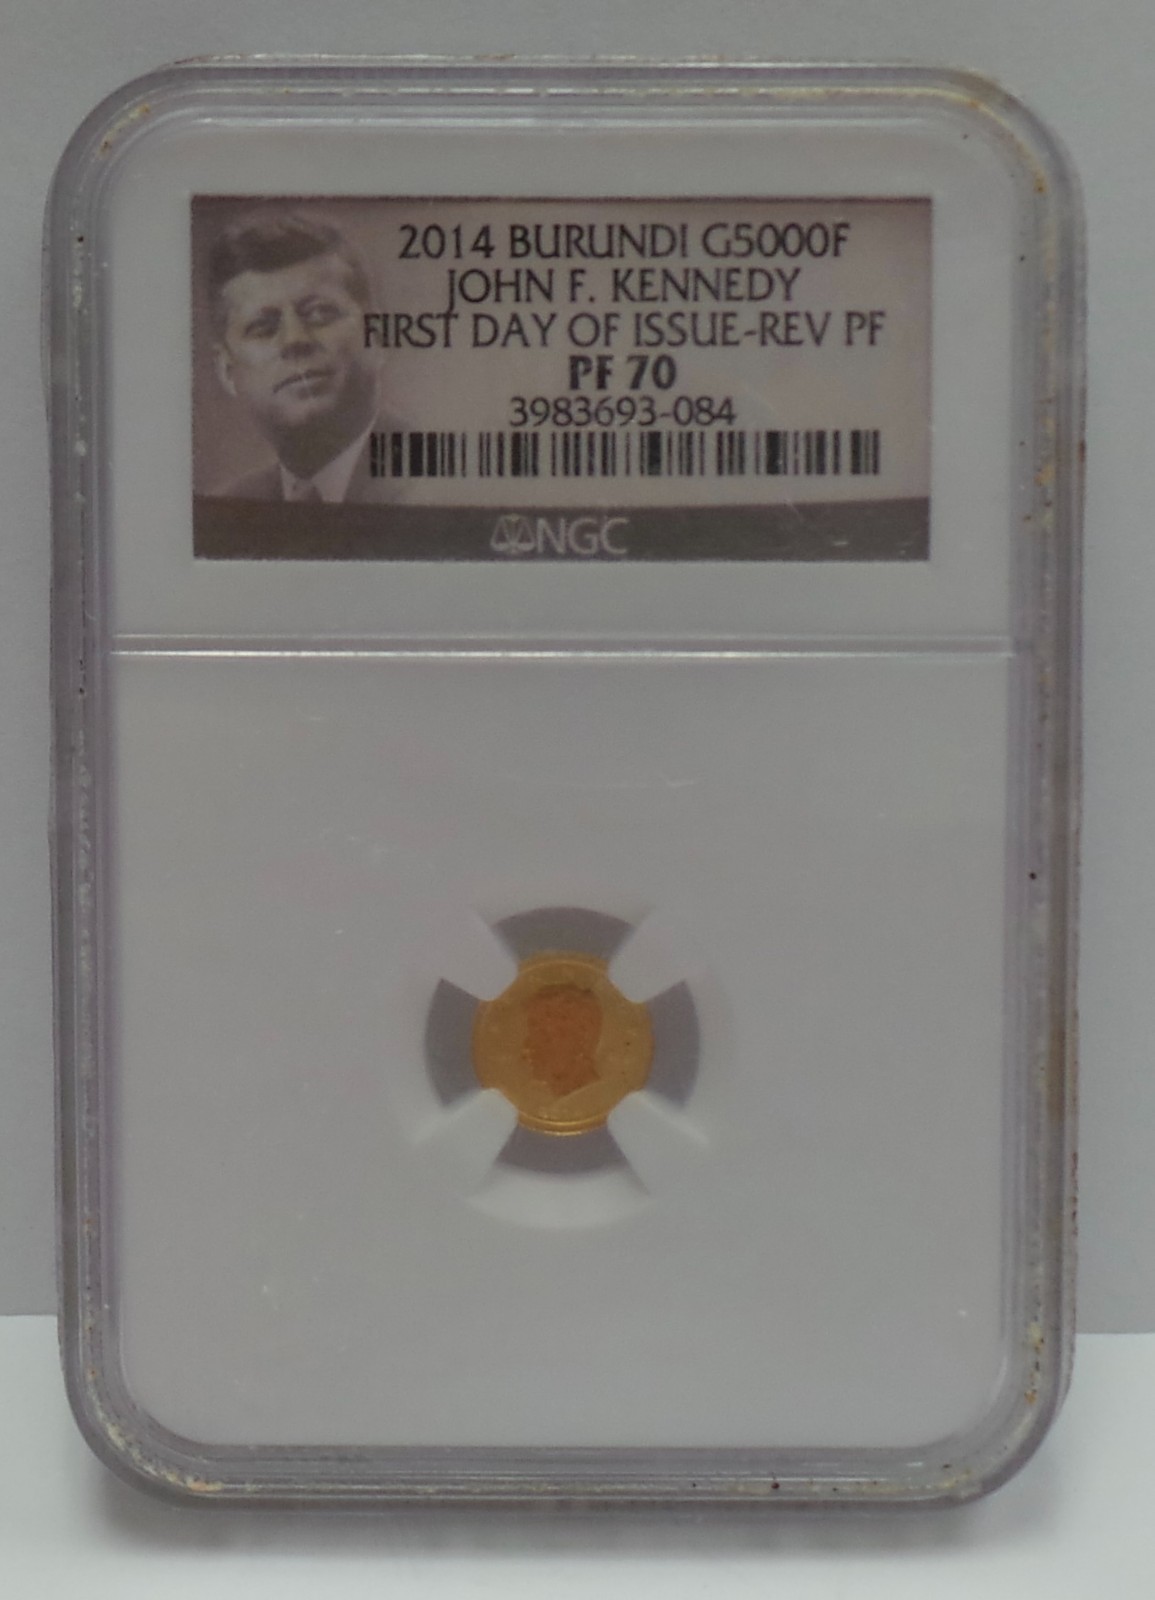 2014 BURUNDI G5000F
JOHN F. KENNEDY
FIRST DAY OF ISSUE-REV PF
PF 70
3983693-084
NGC